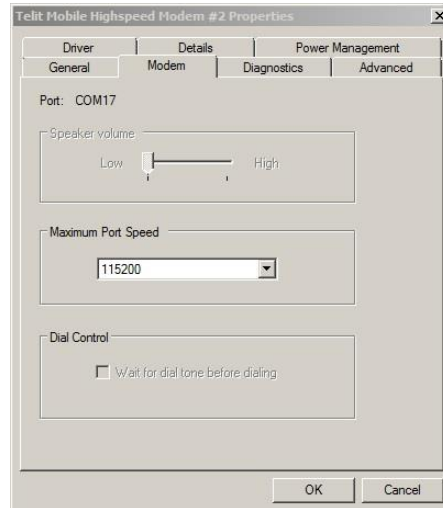 Telit Mobile Highspeed Modem #2 Properties
Driver Details Power Management
General Modem Diagnostics Advanced
Port: COM17
Speaker volume
Low High
Maximum Port Speed
115200
Dial Control
Wait for dial tone before dialing
OK Cancel